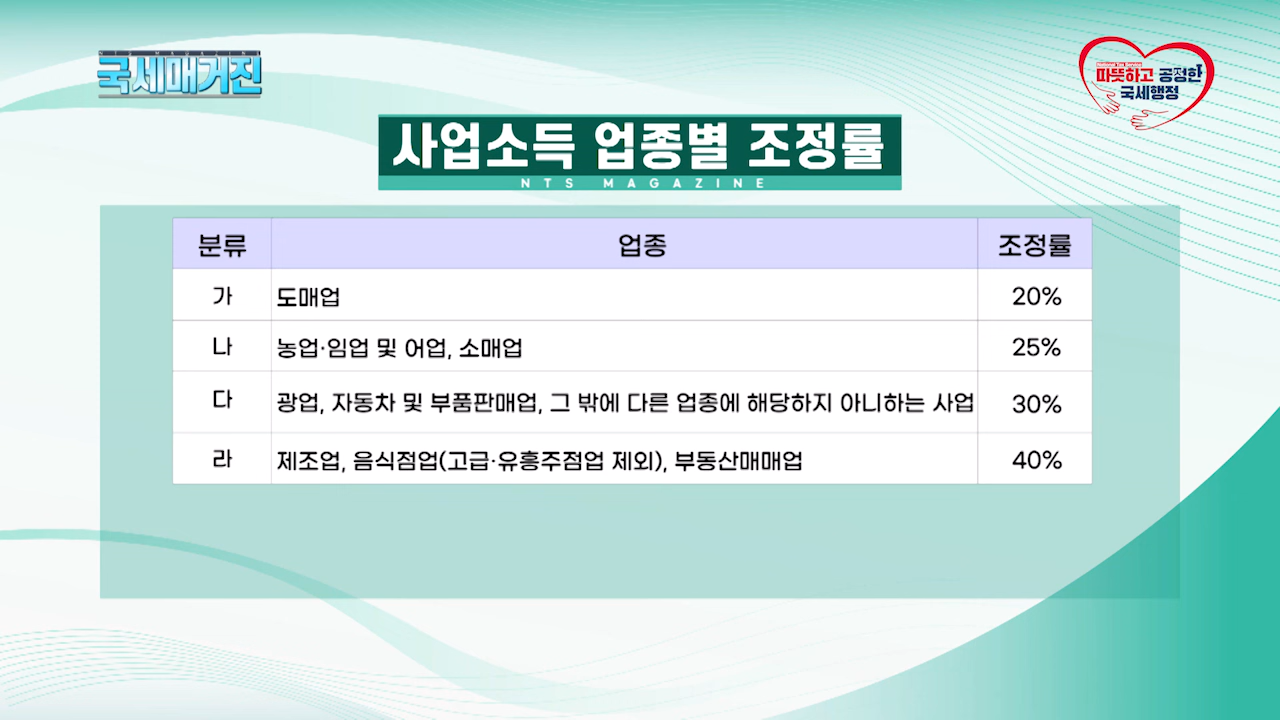 NTS MAGAZINE
국세매거진
National Tax Service
따뜻하고 공정한
국세행정
사업소득 업종별 조정률
NTS MAGAZINE
분류 업종 조정률
가 도매업 20%
나 농업·임업 및 어업, 소매업 25%
다 광업, 자동차 및 부품판매업, 그 밖에 다른 업종에 해당하지 아니하는 사업 30%
라 제조업, 음식점업(고급·유흥주점업 제외), 부동산매매업 40%